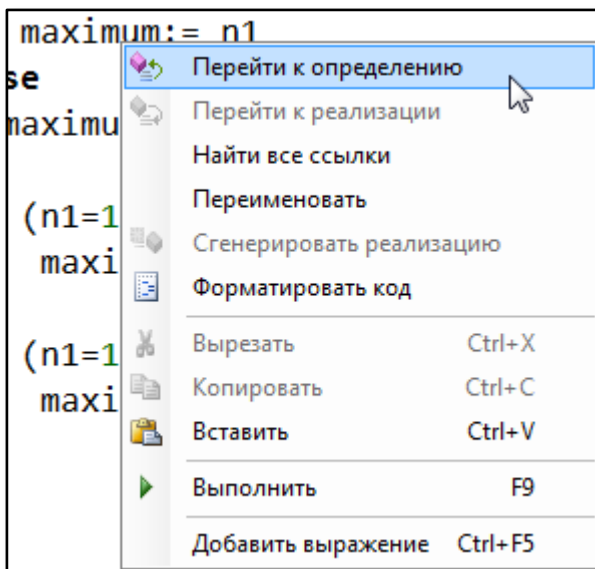 maximum:= n1
se
maximu
(n1=1
maxi
(n1=1
maxi
Перейти к определению
Перейти к реализации
Найти все ссылки
Переименовать
Сгенерировать реализацию
Форматировать код
Вырезать Ctrl+X
Копировать Ctrl+C
Вставить Ctrl+V
Выполнить F9
Добавить выражение Ctrl+F5